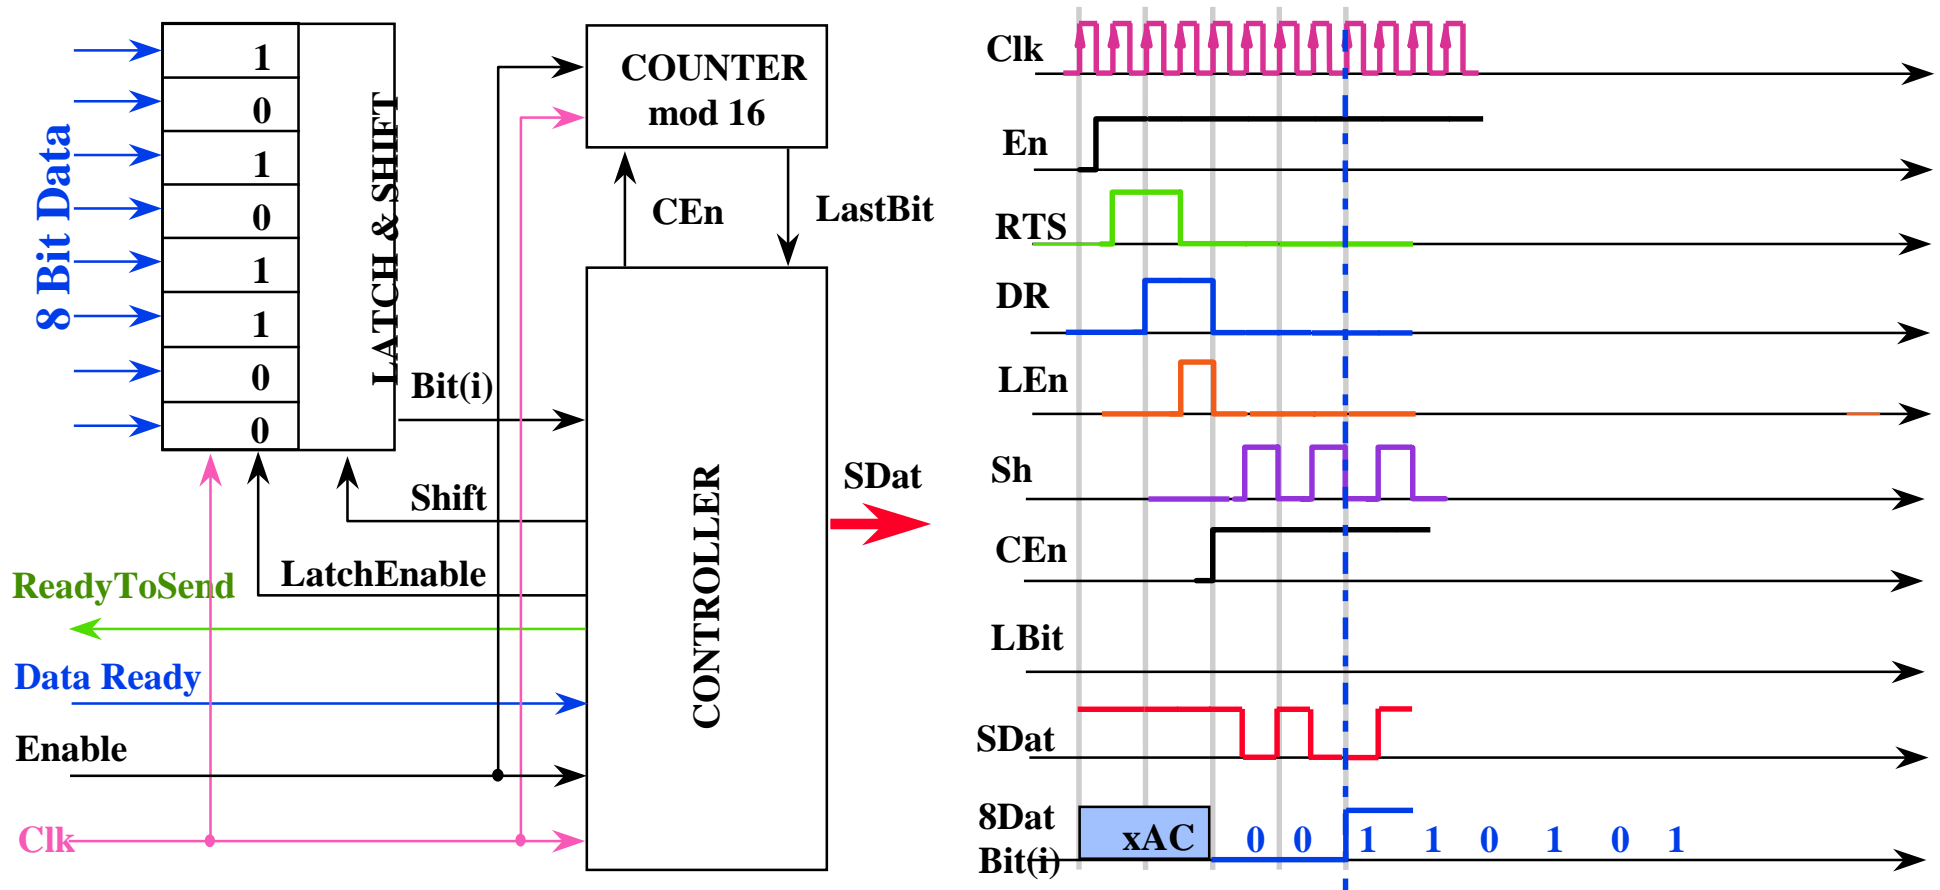 8 Bit Data
1
0
1
0
1
1
0
0
LATCH & SHIFT
COUNTER
mod 16
CEn
LastBit
Bit(i)
Shift
LatchEnable
CONTROLLER
SDat
ReadyToSend
Data Ready
Enable
Clk
Clk
En
RTS
DR
LEn
Sh
CEn
LBit
SDat
8Dat
Bit(i)
xAC
0 0 1 1 0 1 0 1